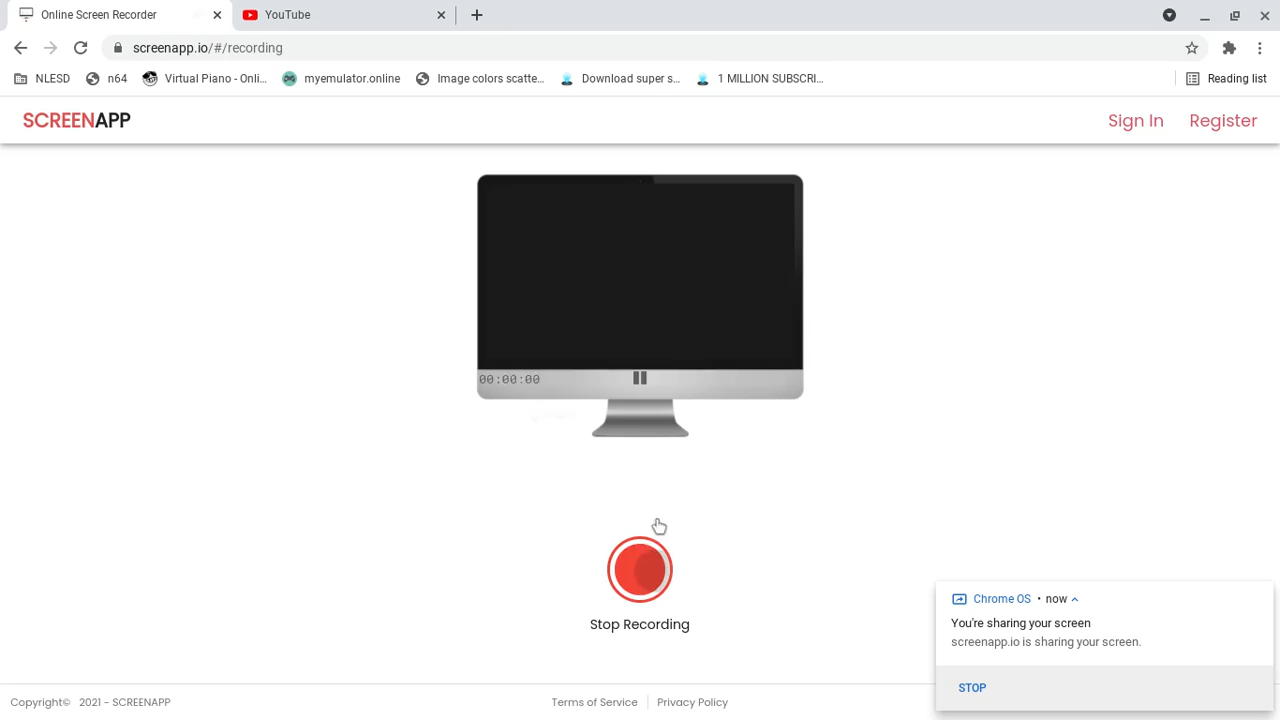 Online Screen Recorder
YouTube
screenapp.io/#/recording
NLESD
n64
Virtual Piano - Onli...
myemulator.online
Image colors scatte...
Download super s...
1 MILLION SUBSCRI...
Reading list
SCREENAPP
Sign In
Register
00:00:00
Stop Recording
Chrome OS • now
You're sharing your screen
screenapp.io is sharing your screen.
STOP
Copyright© 2021 - SCREENAPP
Terms of Service
Privacy Policy